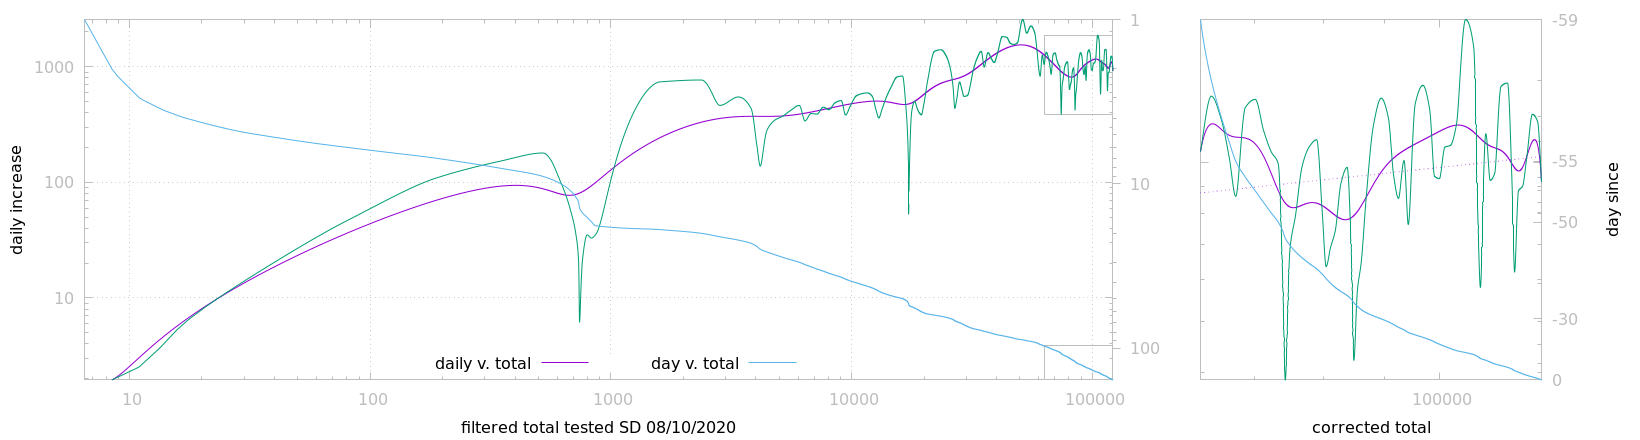 daily increase
1000
100
10
daily v. total
day v. total
10
100
1000
10000
100000
filtered total tested SD 08/10/2020
1
10
100
100000
corrected total
-59
-55
-50
-30
0
day since